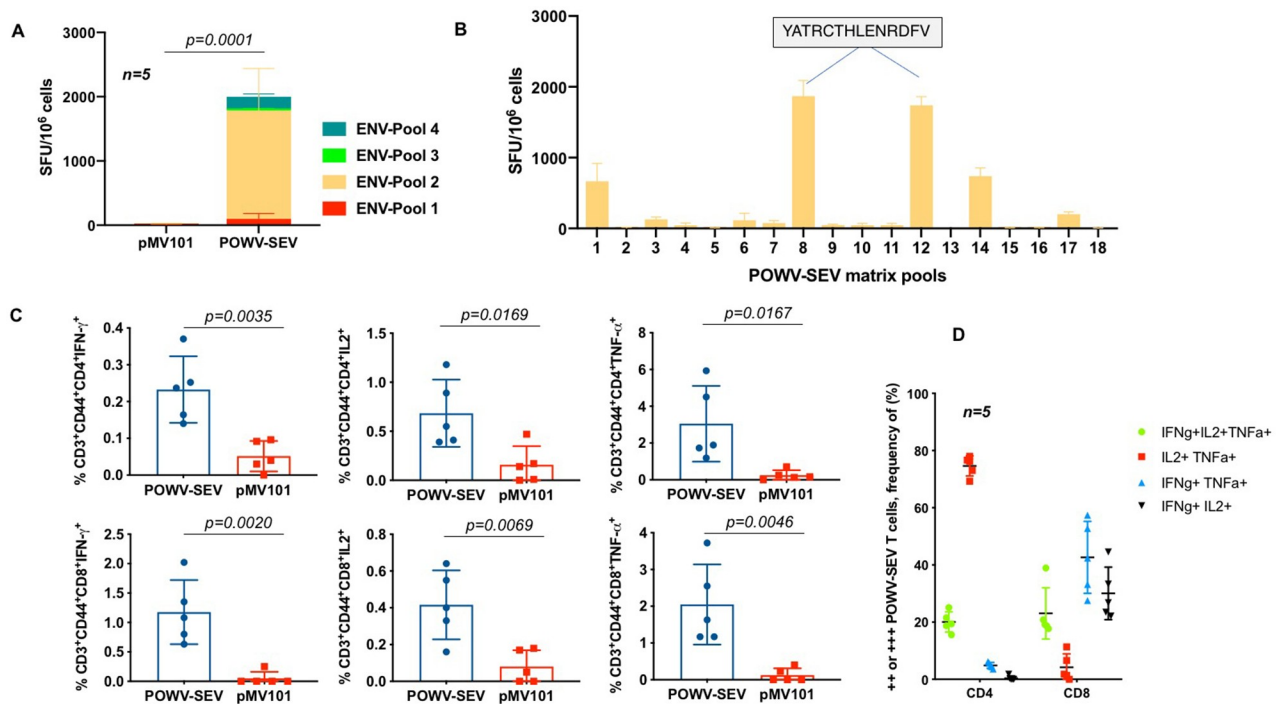 A
3000
2000
1000
0
SFU/10⁶ cells
p=0.0001
n=5
pMV101
POWV-SEV
ENV-Pool 4
ENV-Pool 3
ENV-Pool 2
ENV-Pool 1
B
3000
2000
1000
0
SFU/10⁶ cells
YATRCTHLENRDFV
1 2 3 4 5 6 7 8 9 10 11 12 13 14 15 16 17 18
POWV-SEV matrix pools
C
% CD3⁺CD44⁺CD4⁺IFN-γ⁺
0.4
0.3
0.2
0.1
0.0
p=0.0035
POWV-SEV pMV101
% CD3⁺CD44⁺CD4⁺IL2⁺
1.5
1.0
0.5
0.0
p=0.0169
POWV-SEV pMV101
% CD3⁺CD44⁺CD4⁺TNF-α⁺
8
6
4
2
0
p=0.0167
POWV-SEV pMV101
% CD3⁺CD44⁺CD8⁺IFN-γ⁺
2.5
2.0
1.5
1.0
0.5
0.0
p=0.0020
POWV-SEV pMV101
% CD3⁺CD44⁺CD8⁺IL2⁺
0.8
0.6
0.4
0.2
0.0
p=0.0069
POWV-SEV pMV101
% CD3⁺CD44⁺CD8⁺TNF-α⁺
4
3
2
1
0
p=0.0046
POWV-SEV pMV101
D
++ or +++ POWV-SEV T cells, frequency of (%)
100
80
60
40
20
0
n=5
CD4
CD8
IFNg+IL2+TNFa+
IL2+ TNFa+
IFNg+ TNFa+
IFNg+ IL2+